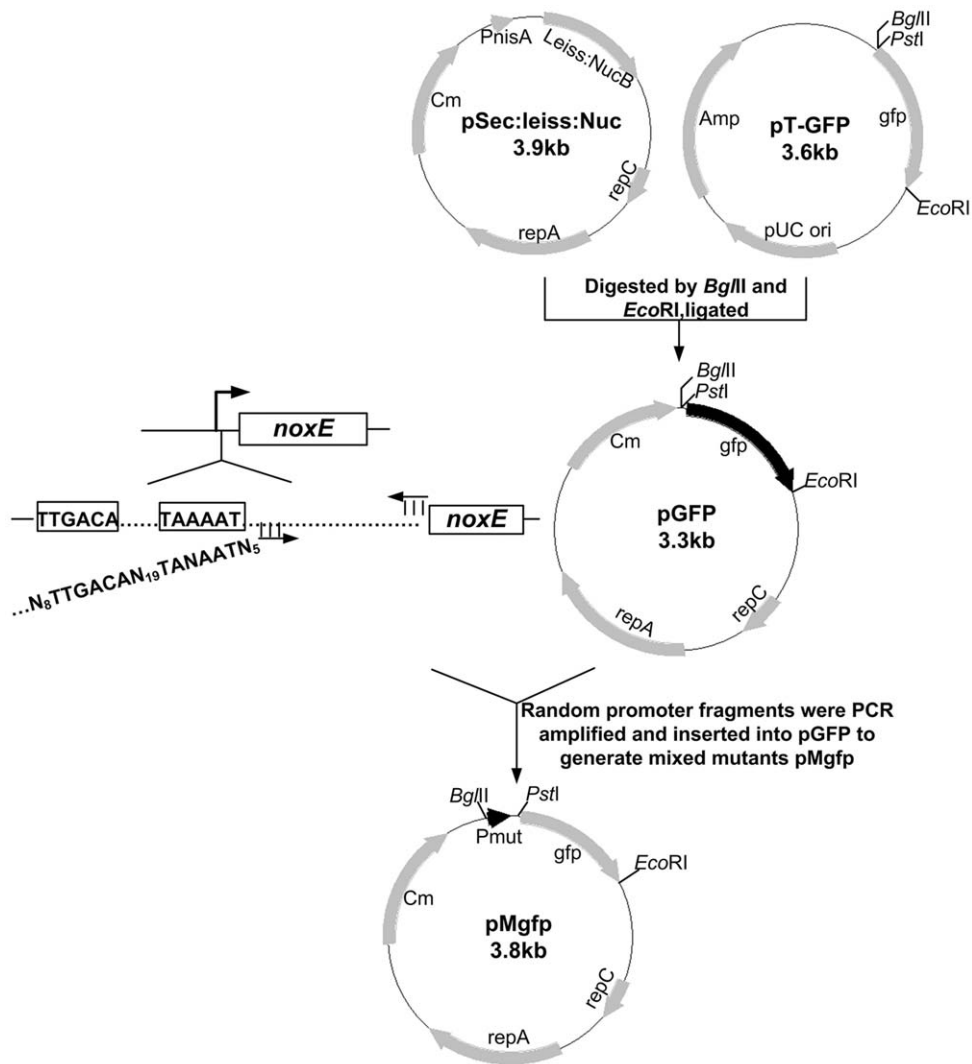 PnisA
Leiss:NucB
Cm
pSec:leiss:Nuc
3.9kb
repC
repA
BglII
PstI
Amp
gfp
pT-GFP
3.6kb
EcoRI
pUC ori
Digested by BglII and
EcoRI,ligated
noxE
TTGACA
TAAAAT
noxE
...N8TTGACAN19TANAATN5
BglII
PstI
Cm
gfp
EcoRI
pGFP
3.3kb
repC
repA
Random promoter fragments were PCR
amplified and inserted into pGFP to
generate mixed mutants pMgfp
BglII
PstI
Pmut
gfp
EcoRI
Cm
pMgfp
3.8kb
repC
repA